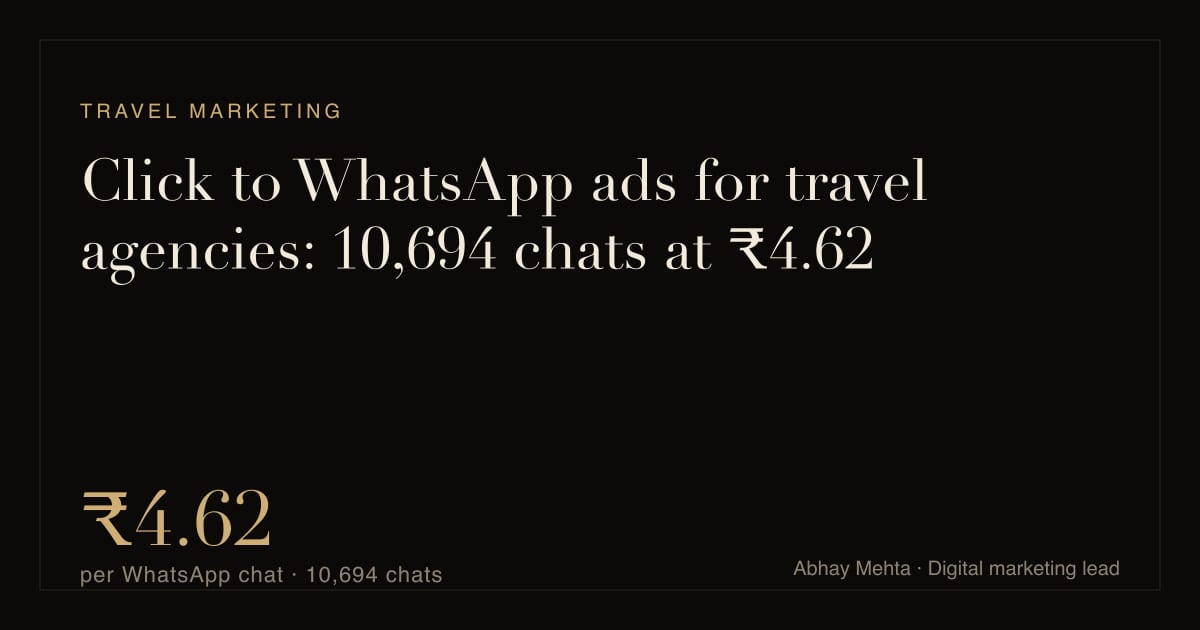 TRAVEL MARKETING
Click to WhatsApp ads for travel
agencies: 10,694 chats at ₹4.62
₹4.62
per WhatsApp chat · 10,694 chats
Abhay Mehta · Digital marketing lead